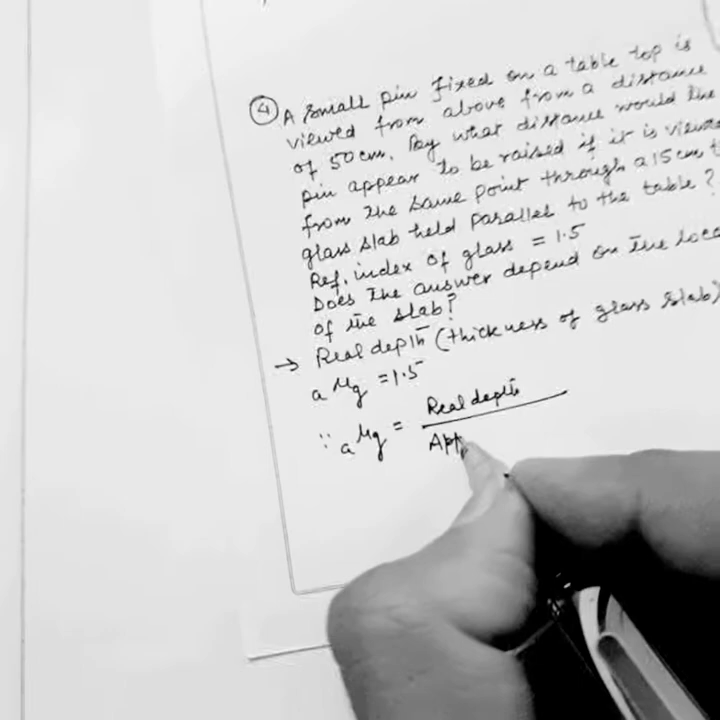 ④ A small pin fixed on a table top is
viewed from above from a distance
of 50cm. By what distance would the
pin appear to be raised if it is viewed
from the same point through a 15cm
glass slab held parallel to the table?
Ref. index of glass = 1.5
Does the answer depend on the
of the slab?
→ Real depth (thickness of glass slab)
aμg = 1.5
∵ aμg = Real depth
App